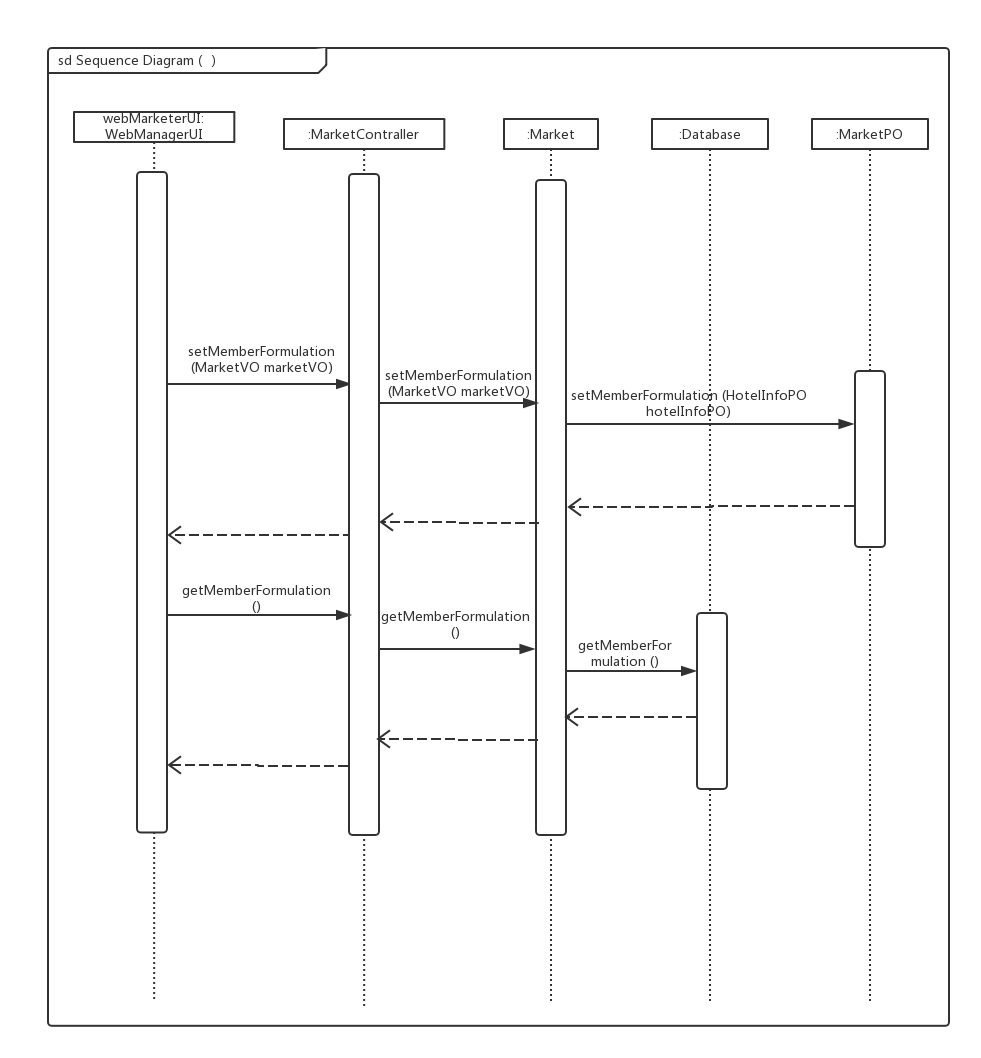 sd Sequence Diagram (  )
webMarketerUI:
WebManagerUI
:MarketContraller
:Market
:Database
:MarketPO
setMemberFormulation
(MarketVO marketVO)
setMemberFormulation
(MarketVO marketVO)
setMemberFormulation (HotelInfoPO
hotelInfoPO)
getMemberFormulation
()
getMemberFormulation
()
getMemberFor
mulation ()